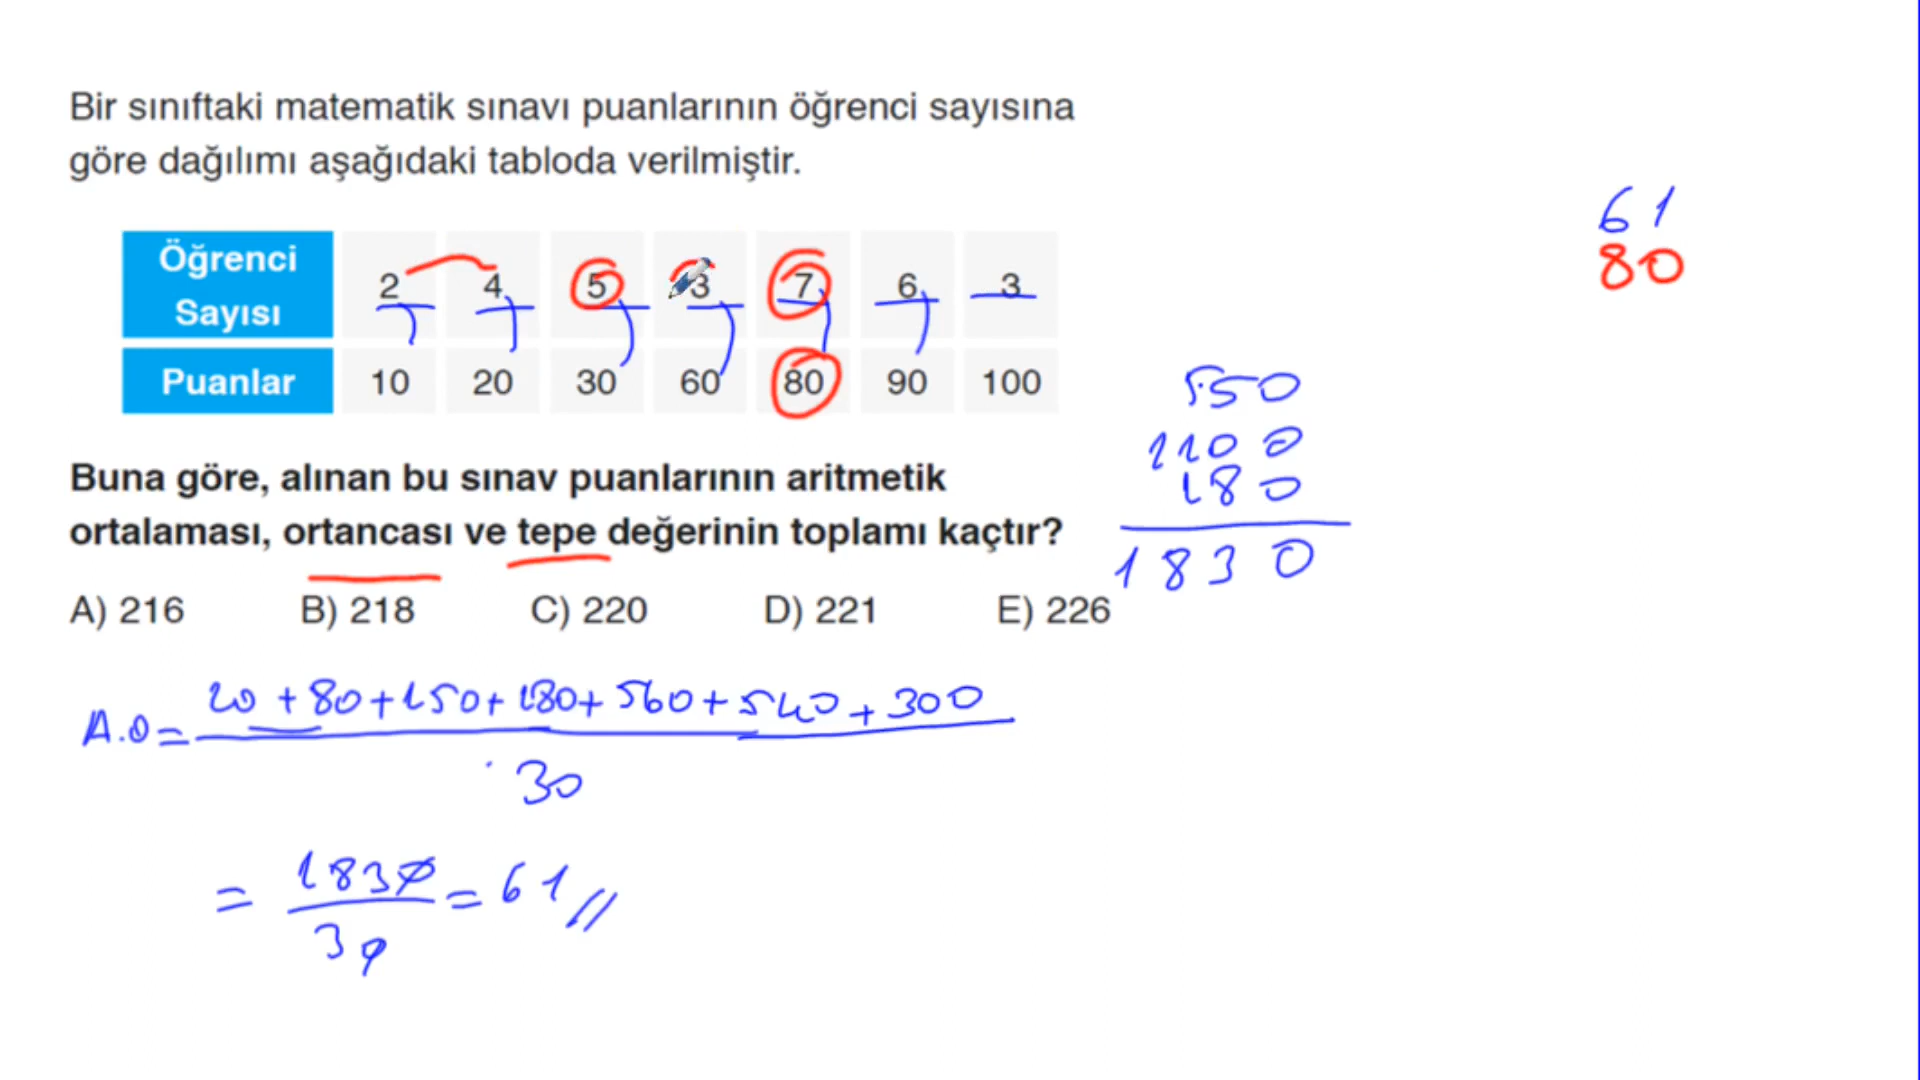 Bir sınıftaki matematik sınavı puanlarının öğrenci sayısına
göre dağılımı aşağıdaki tabloda verilmiştir.
61
80
Öğrenci Sayısı 2 4 5 3 7 6 3
Puanlar 10 20 30 60 80 90 100
550
1100
180
1830
Buna göre, alınan bu sınav puanlarının aritmetik
ortalaması, ortancası ve tepe değerinin toplamı kaçtır?
A) 216 B) 218 C) 220 D) 221 E) 226
A.O = 20 + 80 + 150 + 180 + 560 + 540 + 300
30
= 1830 = 61 //
30